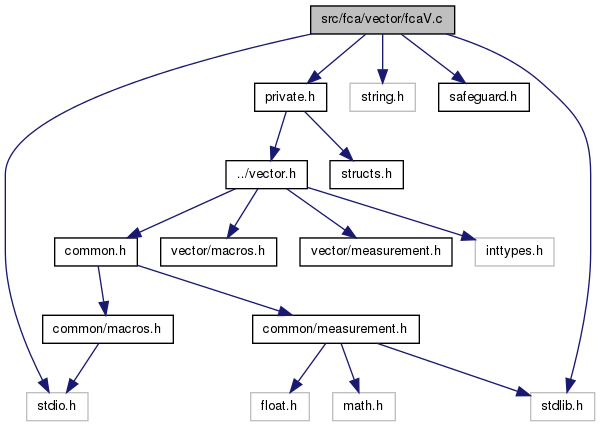 src/fca/vector/fcaV.c
private.h
string.h
safeguard.h
../vector.h
structs.h
common.h
vector/macros.h
vector/measurement.h
inttypes.h
common/macros.h
common/measurement.h
stdio.h
float.h
math.h
stdlib.h